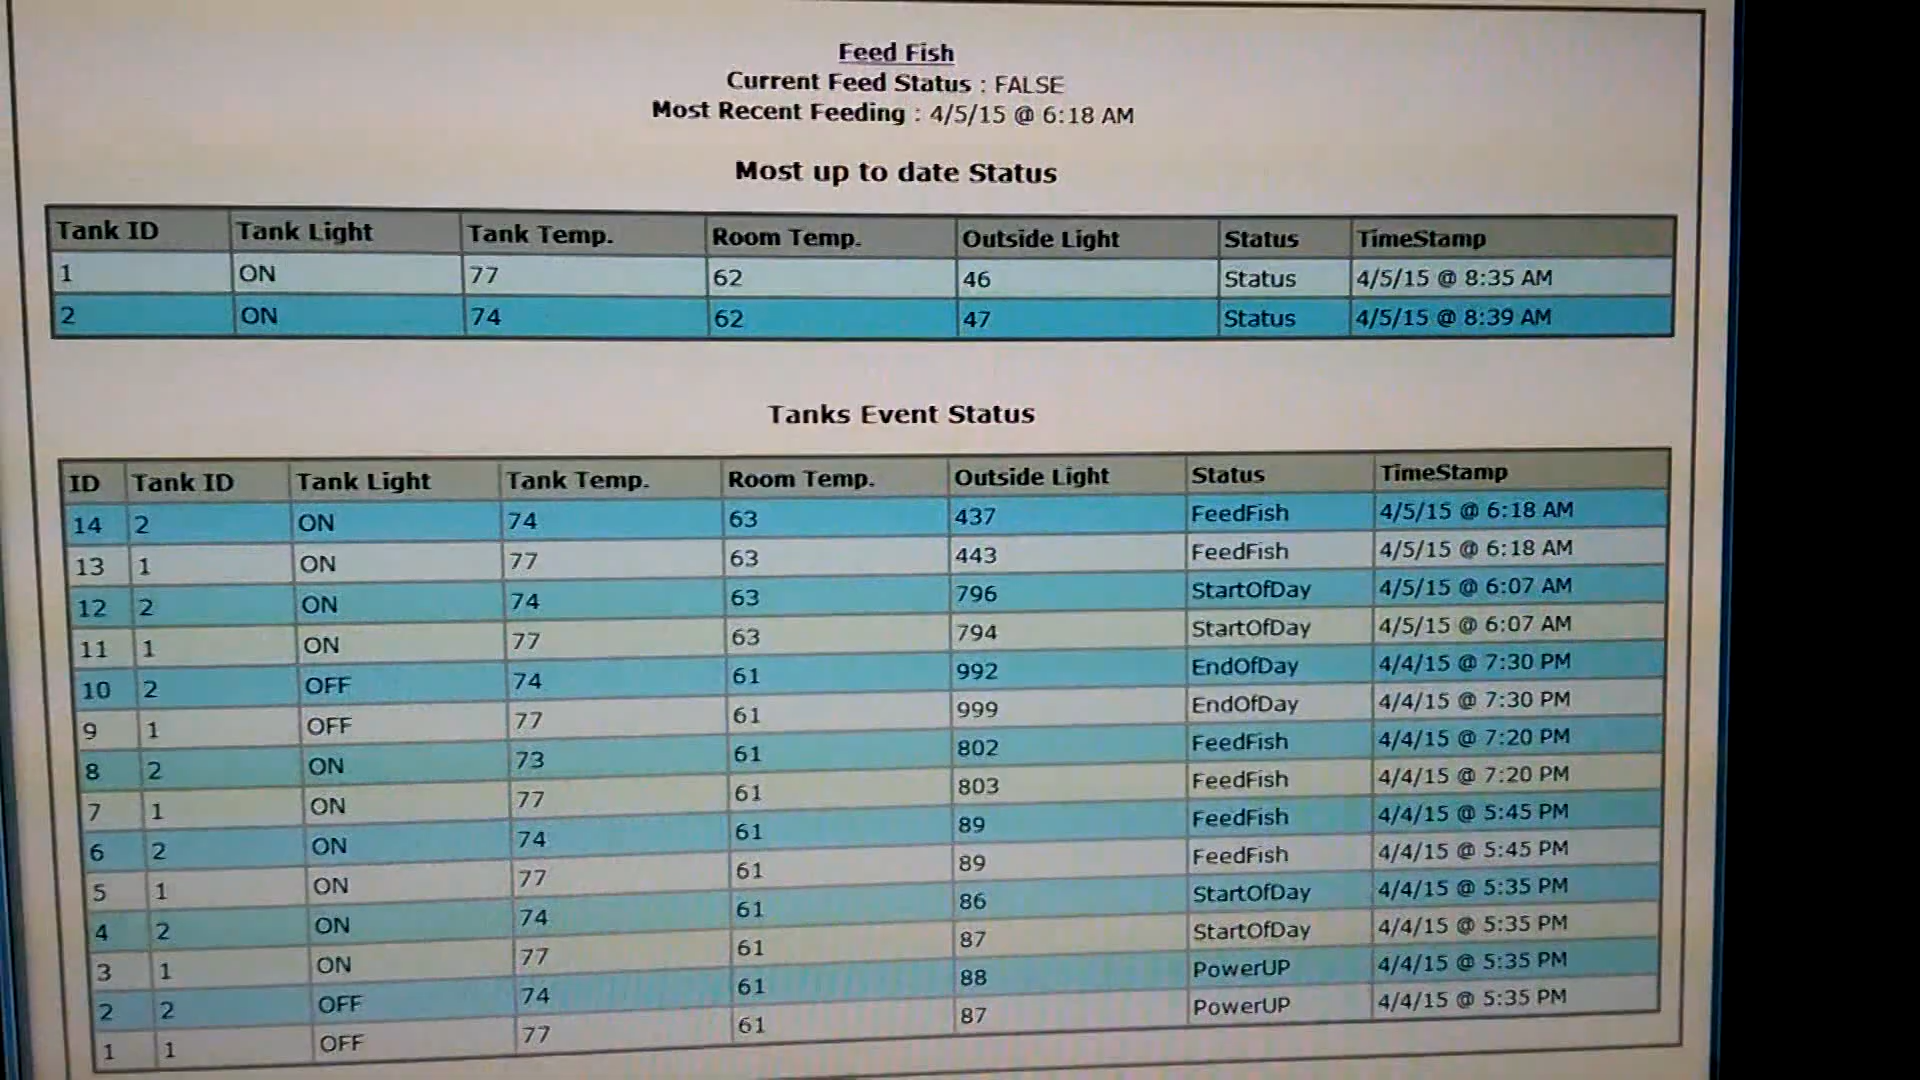 Feed Fish
Current Feed Status : FALSE
Most Recent Feeding : 4/5/15 @ 6:18 AM
Most up to date Status
Tank ID Tank Light Tank Temp. Room Temp. Outside Light Status TimeStamp
1 ON 77 62 46 Status 4/5/15 @ 8:35 AM
2 ON 74 62 47 Status 4/5/15 @ 8:39 AM
Tanks Event Status
ID Tank ID Tank Light Tank Temp. Room Temp. Outside Light Status TimeStamp
14 2 ON 74 63 437 FeedFish 4/5/15 @ 6:18 AM
13 1 ON 77 63 443 FeedFish 4/5/15 @ 6:18 AM
12 2 ON 74 63 796 StartOfDay 4/5/15 @ 6:07 AM
11 1 ON 77 63 794 StartOfDay 4/5/15 @ 6:07 AM
10 2 OFF 74 61 992 EndOfDay 4/4/15 @ 7:30 PM
9 1 OFF 77 61 999 EndOfDay 4/4/15 @ 7:30 PM
8 2 ON 73 61 802 FeedFish 4/4/15 @ 7:20 PM
7 1 ON 77 61 803 FeedFish 4/4/15 @ 7:20 PM
6 2 ON 74 61 89 FeedFish 4/4/15 @ 5:45 PM
5 1 ON 77 61 89 FeedFish 4/4/15 @ 5:45 PM
4 2 ON 74 61 86 StartOfDay 4/4/15 @ 5:35 PM
3 1 ON 77 61 87 StartOfDay 4/4/15 @ 5:35 PM
2 2 OFF 74 61 88 PowerUP 4/4/15 @ 5:35 PM
1 1 OFF 77 61 87 PowerUP 4/4/15 @ 5:35 PM